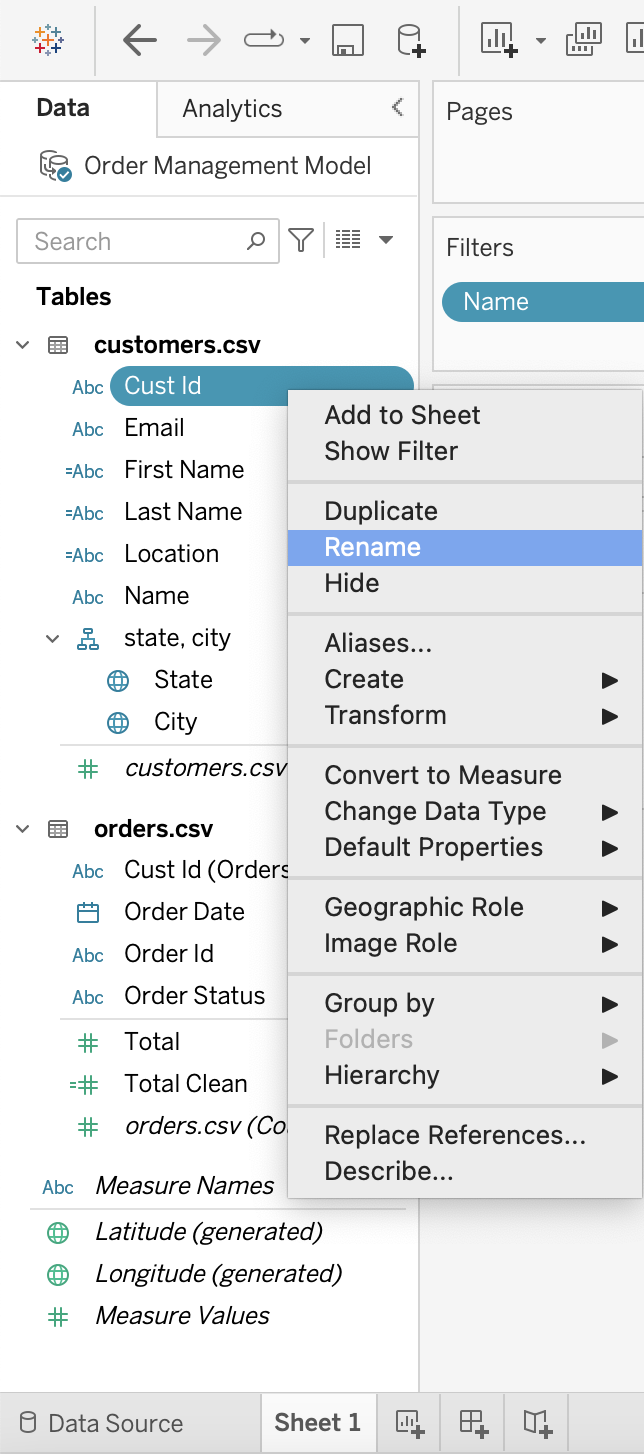 Data
Analytics
Pages
Order Management Model
Search
Filters
Name
Tables
customers.csv
Abc Cust Id
Abc Email
=Abc First Name
=Abc Last Name
=Abc Location
Abc Name
state, city
State
City
customers.csv
orders.csv
Abc Cust Id (Orders
Order Date
Abc Order Id
Abc Order Status
Total
Total Clean
orders.csv (Co
Abc Measure Names
Latitude (generated)
Longitude (generated)
Measure Values
Add to Sheet
Show Filter
Duplicate
Rename
Hide
Aliases...
Create
Transform
Convert to Measure
Change Data Type
Default Properties
Geographic Role
Image Role
Group by
Folders
Hierarchy
Replace References...
Describe...
Data Source
Sheet 1